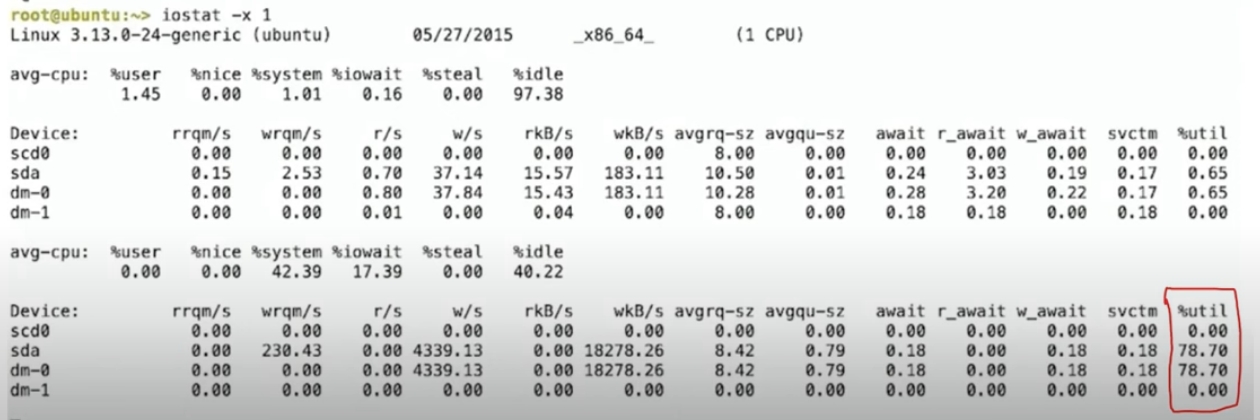 root@ubuntu:~> iostat -x 1
Linux 3.13.0-24-generic (ubuntu) 05/27/2015 _x86_64_ (1 CPU)
avg-cpu: %user %nice %system %iowait %steal %idle
1.45 0.00 1.01 0.16 0.00 97.38
Device: rrqm/s wrqm/s r/s w/s rkB/s wkB/s avgrq-sz avgqu-sz await r_await w_await svctm %util
scd0 0.00 0.00 0.00 0.00 0.00 0.00 8.00 0.00 0.00 0.00 0.00 0.00 0.00
sda 0.15 2.53 0.70 37.14 15.57 183.11 10.50 0.01 0.24 3.03 0.19 0.17 0.65
dm-0 0.00 0.00 0.80 37.84 15.43 183.11 10.28 0.01 0.28 3.20 0.22 0.17 0.65
dm-1 0.00 0.00 0.01 0.00 0.04 0.00 8.00 0.00 0.18 0.18 0.00 0.18 0.00
avg-cpu: %user %nice %system %iowait %steal %idle
0.00 0.00 42.39 17.39 0.00 40.22
Device: rrqm/s wrqm/s r/s w/s rkB/s wkB/s avgrq-sz avgqu-sz await r_await w_await svctm %util
scd0 0.00 0.00 0.00 0.00 0.00 0.00 0.00 0.00 0.00 0.00 0.00 0.00 0.00
sda 0.00 230.43 0.00 4339.13 0.00 18278.26 8.42 0.79 0.18 0.00 0.18 0.18 78.70
dm-0 0.00 0.00 0.00 4339.13 0.00 18278.26 8.42 0.79 0.18 0.00 0.18 0.18 78.70
dm-1 0.00 0.00 0.00 0.00 0.00 0.00 0.00 0.00 0.00 0.00 0.00 0.00 0.00